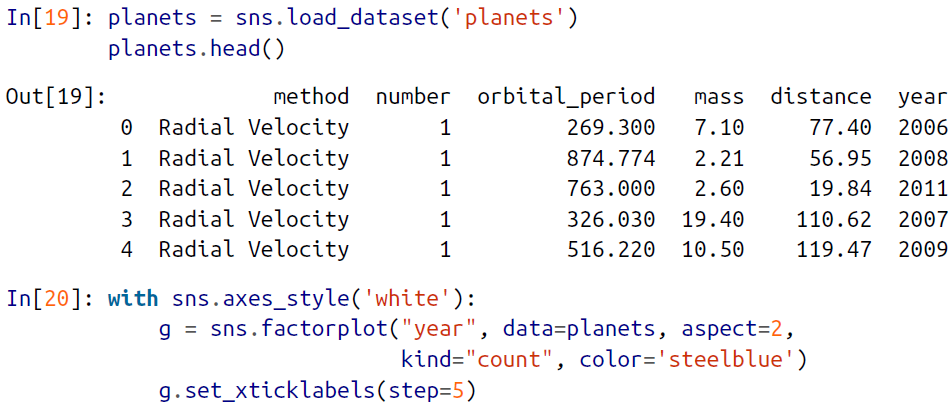 In[19]: planets = sns.load_dataset('planets')
planets.head()
Out[19]: method number orbital_period mass distance year
0 Radial Velocity 1 269.300 7.10 77.40 2006
1 Radial Velocity 1 874.774 2.21 56.95 2008
2 Radial Velocity 1 763.000 2.60 19.84 2011
3 Radial Velocity 1 326.030 19.40 110.62 2007
4 Radial Velocity 1 516.220 10.50 119.47 2009
In[20]: with sns.axes_style('white'):
g = sns.factorplot("year", data=planets, aspect=2,
kind="count", color='steelblue')
g.set_xticklabels(step=5)